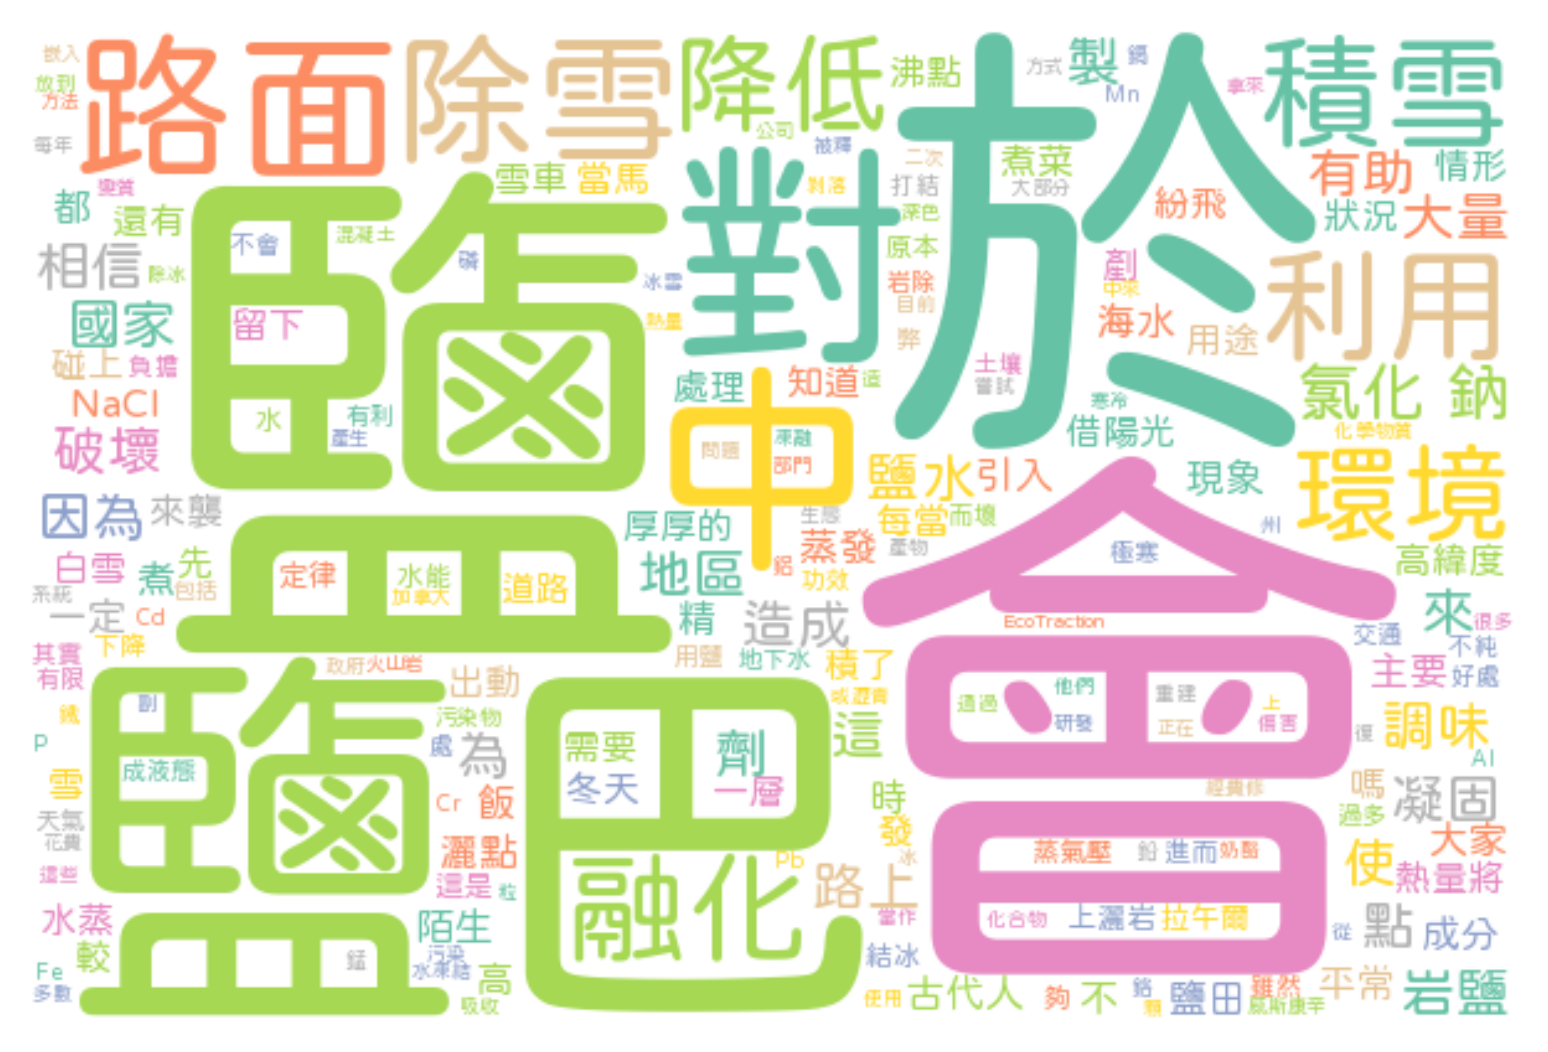 嵌入
放到
方法
每年
路面
除雪
降低
公司
沸點
方式
製
鎘
Mn
拿來
積雪
於
對
被釋
二次
剝落
打結
深色
原本
岩除
目前
弊
煮菜
大部分
紛飛
有助
情形
狀況
大量
都
還有
雪車
當馬
相信
除冰
鹽
不會
混凝土
磷
冰轉
熱量
留下
水
有利
產生
國家
碰上
負擔
NaCl
破壞
利用
劑
中來
海水
用途
土壤
嘗試
寒冷
借陽光
氯化
鈉
化學物質
處理
知道
中
問題
凍融
部門
鹽水
引入
每當
而壞
現象
環境
會
極寒
州
高緯度
因為
來襲
厚厚的
生態
蒸發
產物
鋁
功效
白雪
煮
先
包括
定律
水能
加拿大
道路
地區
系統
一定
Cd
精
造成
EcoTraction
來
很多
交通
不純
好處
主要
下降
其實
有限
政府
火山岩
用鹽
地下水
積了
或瀝青
這
鐵
P
雪
鹽巴
副
成液態
出動
污染物
處
為
需要
冬天
劑
一層
通過
他們
研發
重建
正在
上
傷害
復
調味
Al
Cr
飯
時
發
冰
經費修
嗎
過多
凝固
天氣
花費
這些
灑點
這是
粒
融化
Pb
路上
當作
蒸氣壓
鉛
進而
奶酪
使
大家
熱量將
水蒸
較
錳
陌生
污染
水凍結
高
吸收
結冰
化合物
上灑岩
拉午爾
從
點
成分
Fe
多數
使用
古代人
夠
不
鉻
顆
鹽田
雖然
威斯康辛
平常
岩鹽